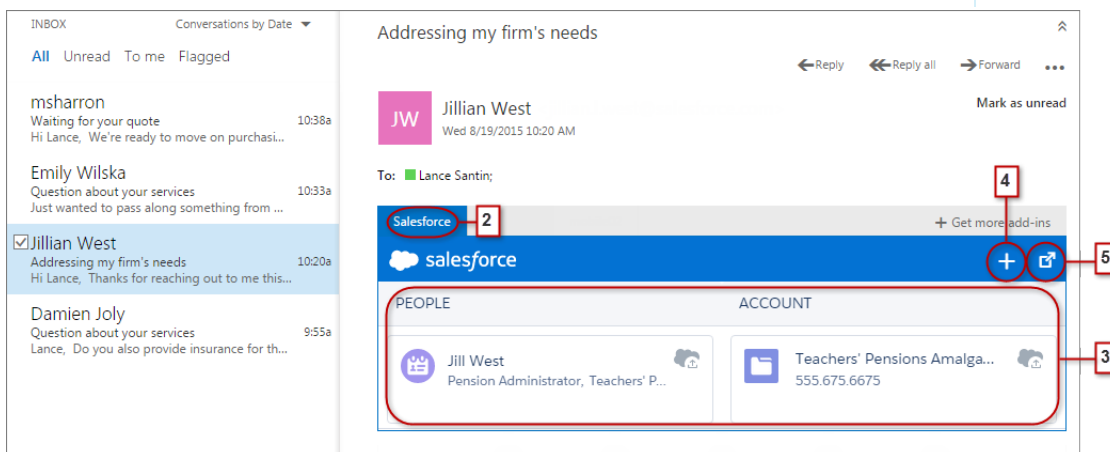 INBOX
Conversations by Date
All Unread To me Flagged
msharron
Waiting for your quote 10:38a
Hi Lance, We're ready to move on purchasi...
Emily Wilska
Question about your services 10:33a
Just wanted to pass along something from ...
Jillian West
Addressing my firm's needs 10:20a
Hi Lance, Thanks for reaching out to me this...
Damien Joly
Question about your services 9:55a
Lance, Do you also provide insurance for th...
Addressing my firm's needs
Reply Reply all Forward ...
JW
Jillian West
Mark as unread
Wed 8/19/2015 10:20 AM
To: Lance Santin;
4
Salesforce 2 + Get more add-ins
salesforce + 5
PEOPLE ACCOUNT
3
Jill West Teachers' Pensions Amalga...
Pension Administrator, Teachers' P... 555.675.6675